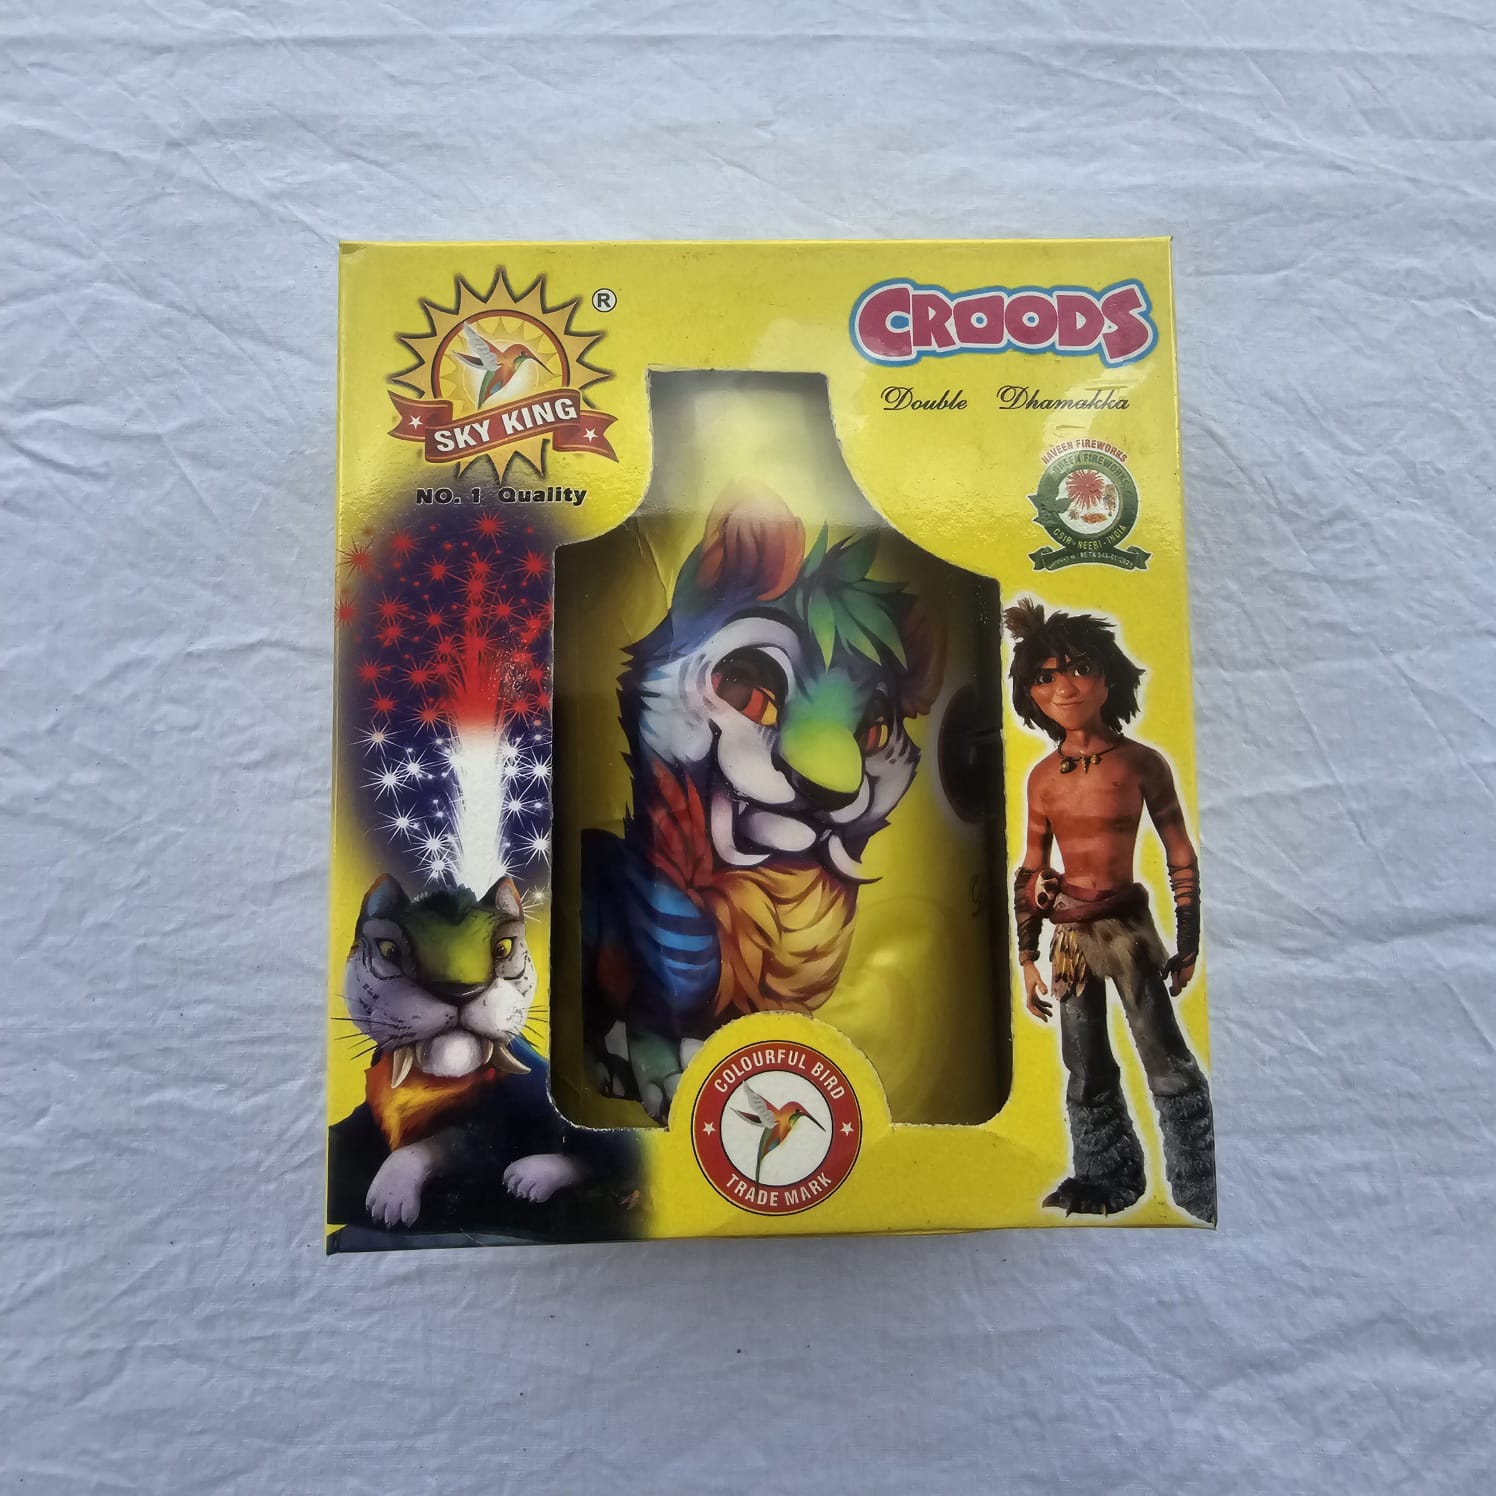 ®
SKY KING
NO. 1 Quality
CROODS
Double Dhamakka
NAVEEN FIREWORKS
GREEN FIREWORKS
CSIR - NEERI - INDIA
COLOURFUL BIRD
TRADE MARK